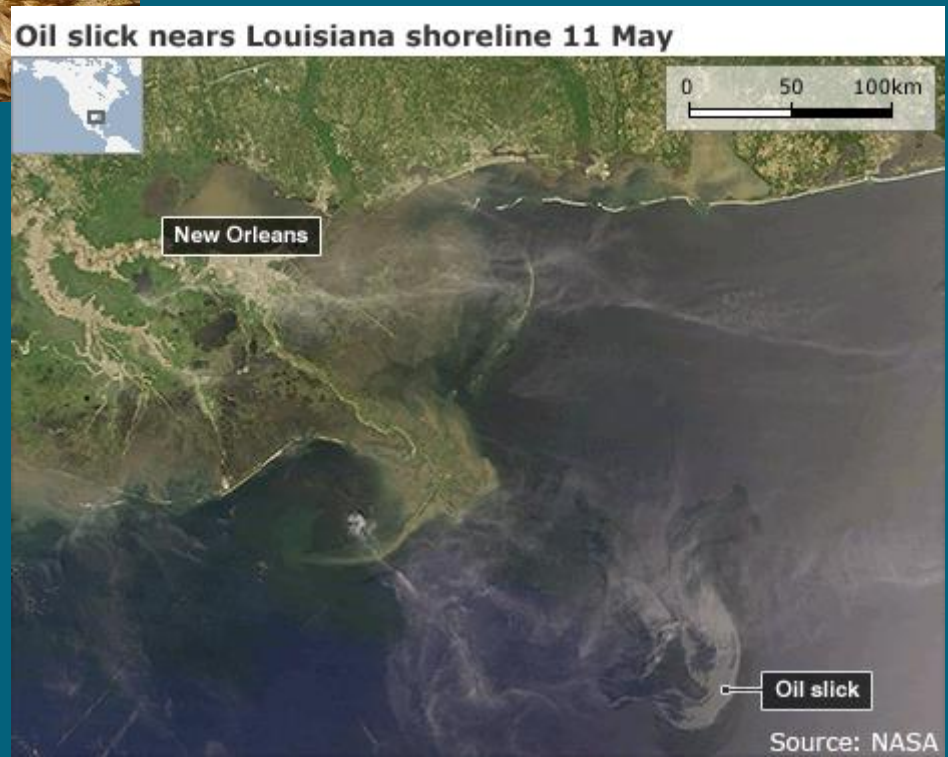 Oil slick nears Louisiana shoreline 11 May
0 50 100km
New Orleans
Oil slick
Source: NASA